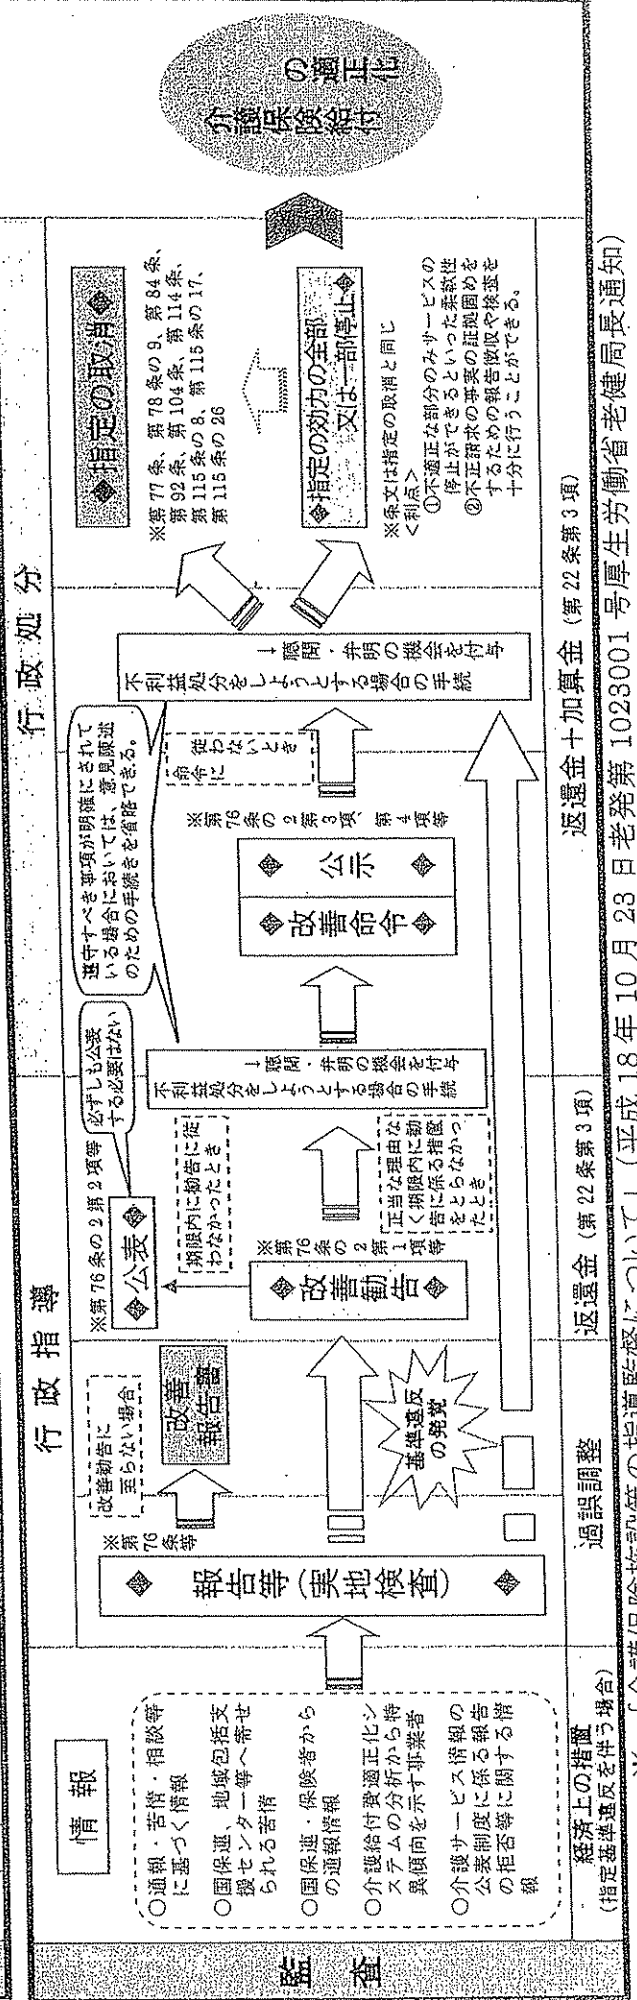 監査
情報
○通報・苦情・相談等
に基づく情報
○国保連、地域包括支
援センター等へ寄せ
られる苦情
○国保連・保険者から
の通報情報
○介護給付費適正化シ
ステムの分析から特
異傾向を示す事業者
○介護サービス情報の
公表制度に係る報告
の拒否等に関する情
報
行政指導
※第76条等
◆報告等(実地検査)◆
改善勧告に
至らない場合
改善
報告書
基準違反
の発覚
※第76条の2第2項等
◆公表◆
必ずしも公表
する必要はない
※第76条の2第1項等
◆改善勧告◆
期限内に勧告に従
わなかったとき
正当な理由な
く期限内に勧
告に係る措置
をとらなかっ
たとき
不利益処分をしようとする場合の手続
→聴聞・弁明の機会を付与
行政処分
遵守すべき事項が明確にされて
いる場合においては、意見陳述
のための手続きを省略できる。
※第76条の2第3項、第4項等
◆改善命令◆
◆公示◆
命令に
従わないとき
不利益処分をしようとする場合の手続
→聴聞・弁明の機会を付与
◆指定の取消◆
※第77条、第78条の9、第84条、
第92条、第104条、第114条、
第115条の8、第115条の17、
第115条の26
◆指定の効力の全部
又は一部停止◆
※条文は指定の取消と同じ
<利点>
①不適正な部分のみサービスの
停止ができるといった柔軟性
②不正請求の事実の証拠固めを
するための報告徴収や検査を
十分に行うことができる。
介護保険給付
の適正化
経済上の措置
(指定基準違反を伴う場合)
過誤調整
返還金(第22条第3項)
返還金+加算金(第22条第3項)
※「介護保険施設等の指導監督について」(平成18年10月23日老発第1023001号厚生労働省老健局長通知)